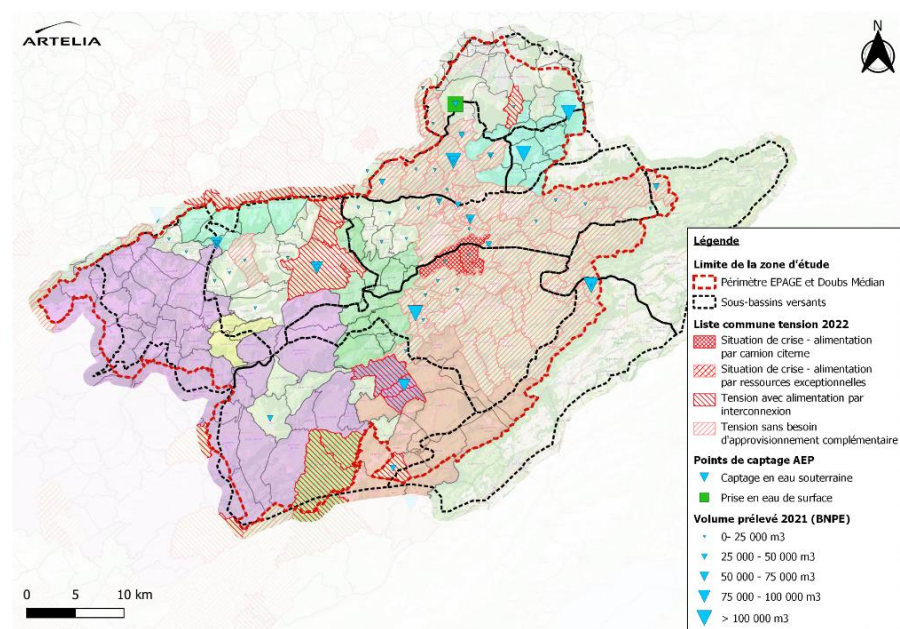 ARTELIA
N
Légende
Limite de la zone d'étude
Périmètre EPAGE et Doubs Médian
Sous-bassins versants
Liste commune tension 2022
Situation de crise - alimentation
par camion citerne
Situation de crise - alimentation
par ressources exceptionnelles
Tension avec alimentation par
interconnexion
Tension sans besoin
d'approvisionnement complémentaire
Points de captage AEP
Captage en eau souterraine
Prise en eau de surface
Volume prélevé 2021 (BNPE)
0- 25 000 m3
25 000 - 50 000 m3
50 000 - 75 000 m3
75 000 - 100 000 m3
> 100 000 m3
0 5 10 km